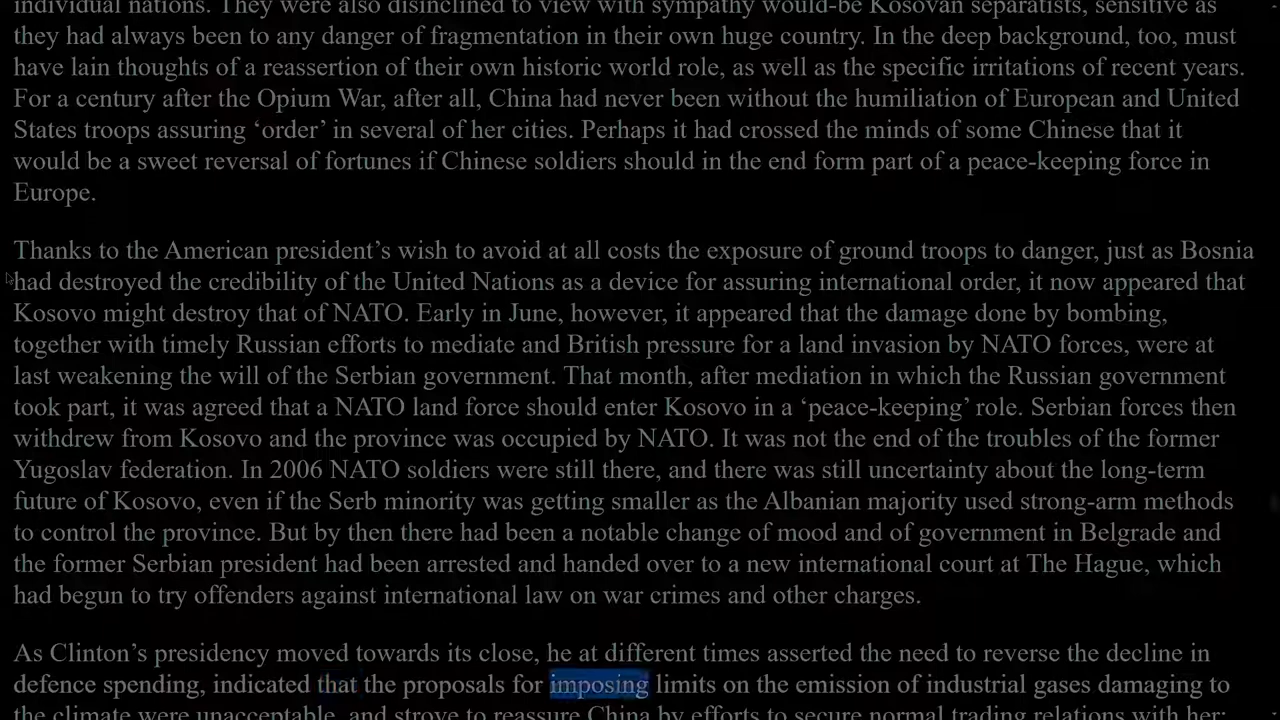 individual nations. They were also disinclined to view with sympathy would-be Kosovan separatists, sensitive as
they had always been to any danger of fragmentation in their own huge country. In the deep background, too, must
have lain thoughts of a reassertion of their own historic world role, as well as the specific irritations of recent years.
For a century after the Opium War, after all, China had never been without the humiliation of European and United
States troops assuring ‘order’ in several of her cities. Perhaps it had crossed the minds of some Chinese that it
would be a sweet reversal of fortunes if Chinese soldiers should in the end form part of a peace-keeping force in
Europe.
Thanks to the American president’s wish to avoid at all costs the exposure of ground troops to danger, just as Bosnia
had destroyed the credibility of the United Nations as a device for assuring international order, it now appeared that
Kosovo might destroy that of NATO. Early in June, however, it appeared that the damage done by bombing,
together with timely Russian efforts to mediate and British pressure for a land invasion by NATO forces, were at
last weakening the will of the Serbian government. That month, after mediation in which the Russian government
took part, it was agreed that a NATO land force should enter Kosovo in a ‘peace-keeping’ role. Serbian forces then
withdrew from Kosovo and the province was occupied by NATO. It was not the end of the troubles of the former
Yugoslav federation. In 2006 NATO soldiers were still there, and there was still uncertainty about the long-term
future of Kosovo, even if the Serb minority was getting smaller as the Albanian majority used strong-arm methods
to control the province. But by then there had been a notable change of mood and of government in Belgrade and
the former Serbian president had been arrested and handed over to a new international court at The Hague, which
had begun to try offenders against international law on war crimes and other charges.
As Clinton’s presidency moved towards its close, he at different times asserted the need to reverse the decline in
defence spending, indicated that the proposals for imposing limits on the emission of industrial gases damaging to
the climate were unacceptable, and strove to reassure China by efforts to secure normal trading relations with her;